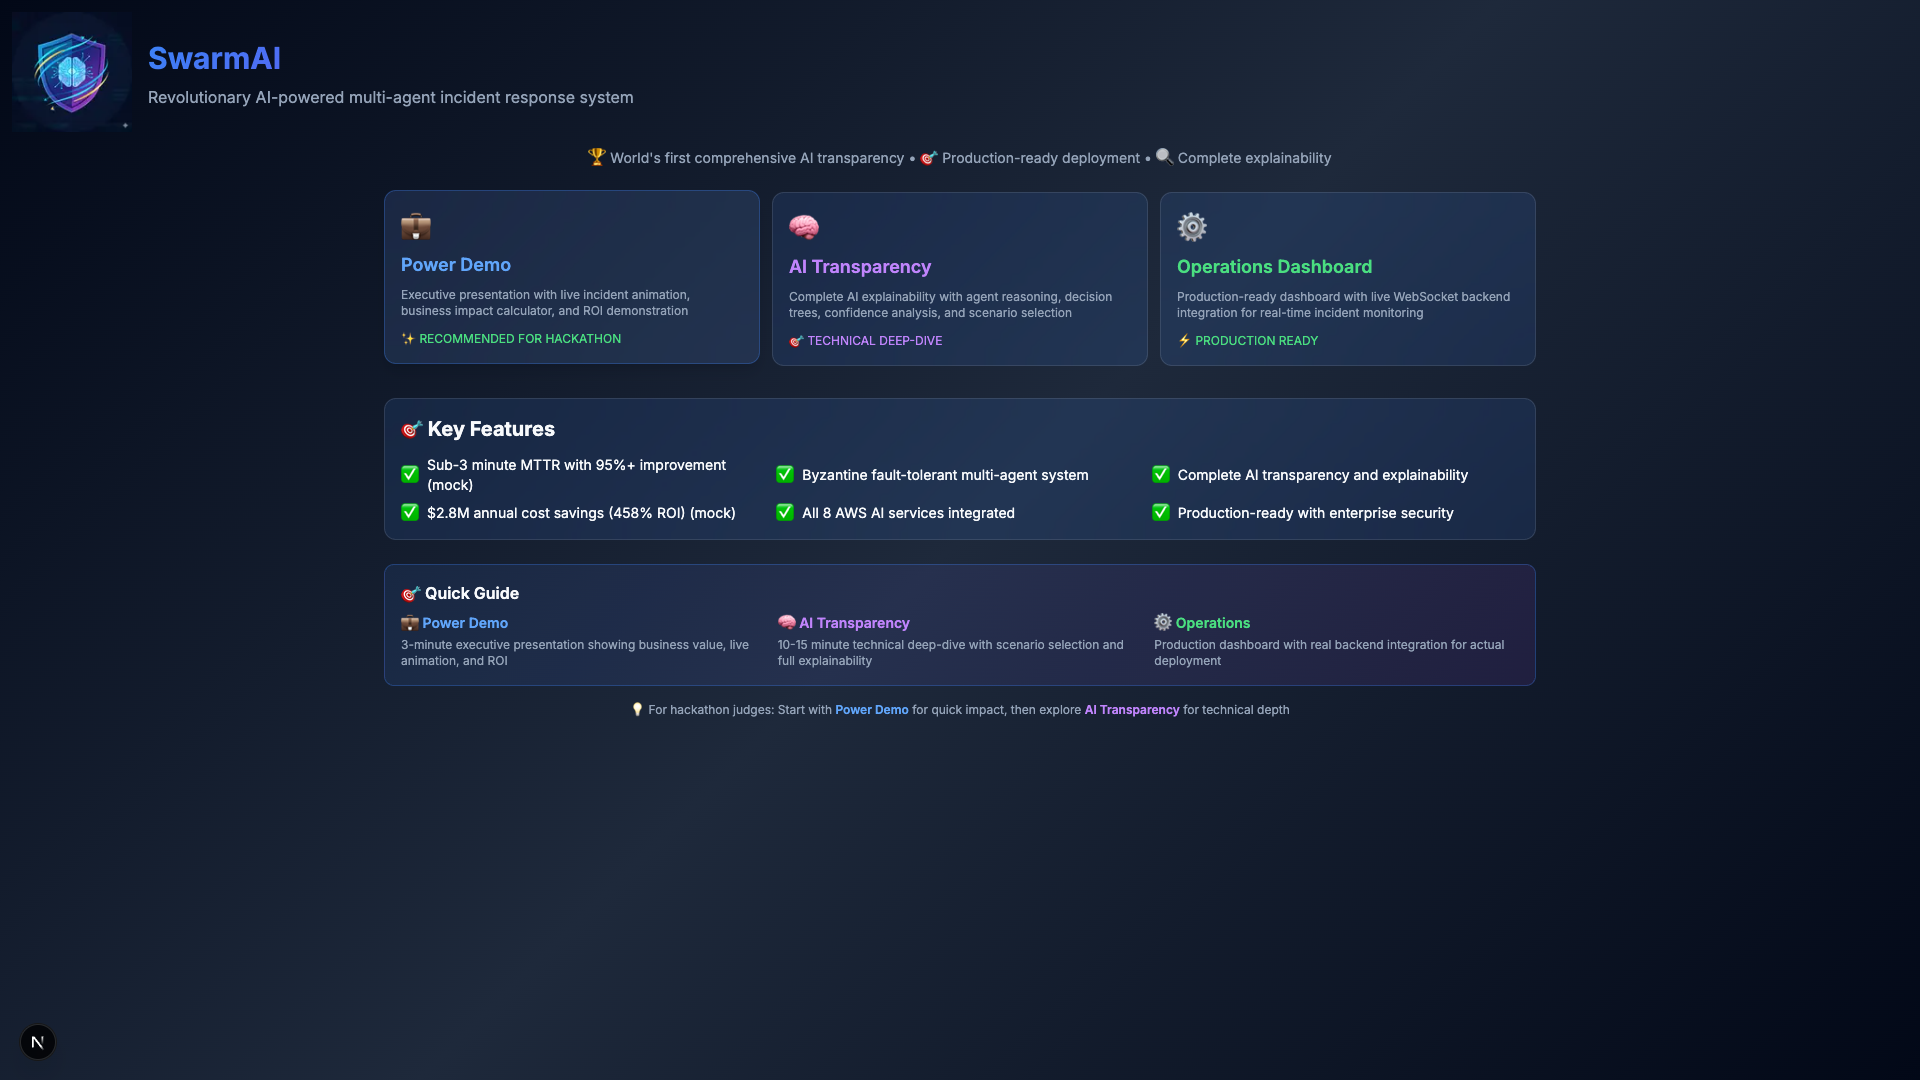 SwarmAI
Revolutionary AI-powered multi-agent incident response system
🏆 World's first comprehensive AI transparency • 🎯 Production-ready deployment • 🔍 Complete explainability
Power Demo
Executive presentation with live incident animation,
business impact calculator, and ROI demonstration
✨ RECOMMENDED FOR HACKATHON
AI Transparency
Complete AI explainability with agent reasoning, decision
trees, confidence analysis, and scenario selection
🎯 TECHNICAL DEEP-DIVE
Operations Dashboard
Production-ready dashboard with live WebSocket backend
integration for real-time incident monitoring
⚡ PRODUCTION READY
🎯 Key Features
✅ Sub-3 minute MTTR with 95%+ improvement
(mock)
✅ Byzantine fault-tolerant multi-agent system
✅ Complete AI transparency and explainability
✅ $2.8M annual cost savings (458% ROI) (mock)
✅ All 8 AWS AI services integrated
✅ Production-ready with enterprise security
🎯 Quick Guide
💼 Power Demo
3-minute executive presentation showing business value, live
animation, and ROI
🧠 AI Transparency
10-15 minute technical deep-dive with scenario selection and
full explainability
⚙️ Operations
Production dashboard with real backend integration for actual
deployment
💡 For hackathon judges: Start with Power Demo for quick impact, then explore AI Transparency for technical depth
N